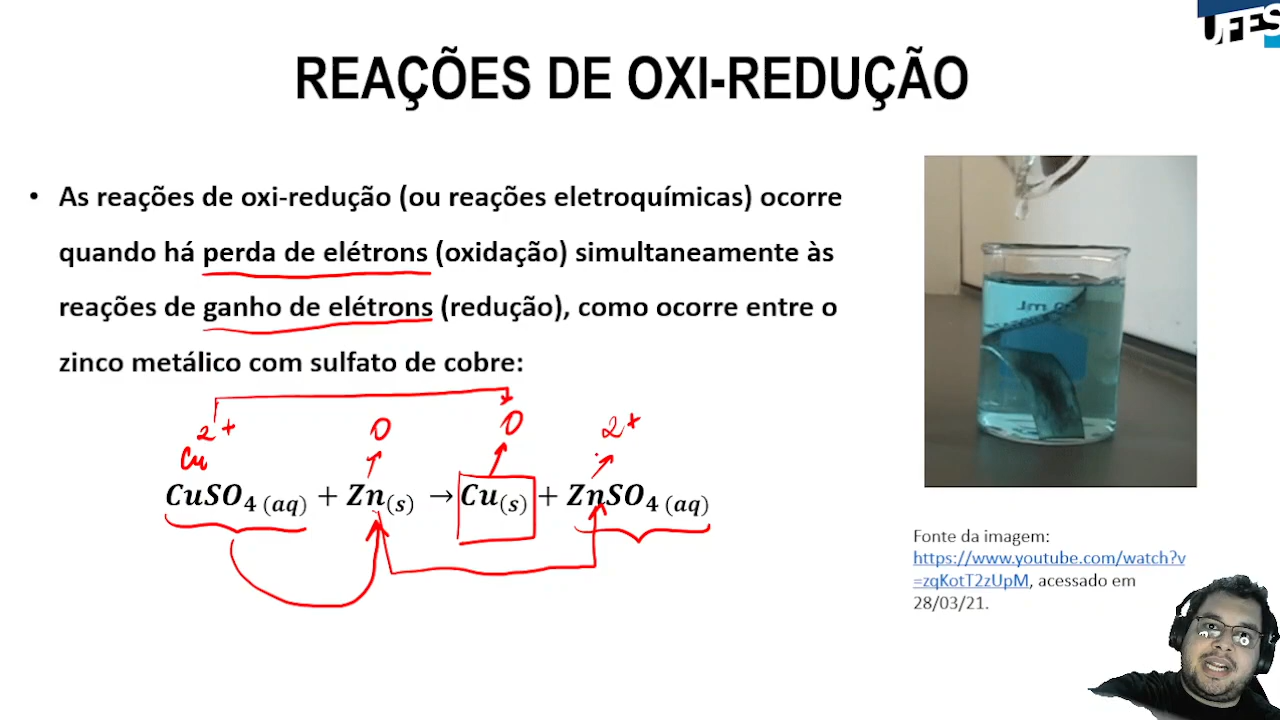 UFES
REAÇÕES DE OXI-REDUÇÃO
• As reações de oxi-redução (ou reações eletroquímicas) ocorre
quando há perda de elétrons (oxidação) simultaneamente às
reações de ganho de elétrons (redução), como ocorre entre o
zinco metálico com sulfato de cobre:
2+ 0 0 2+
Cu
CuSO₄ (aq) + Zn(s) → Cu(s) + ZnSO₄ (aq)
Fonte da imagem:
https://www.youtube.com/watch?v
=zqKotT2zUpM, acessado em
28/03/21.